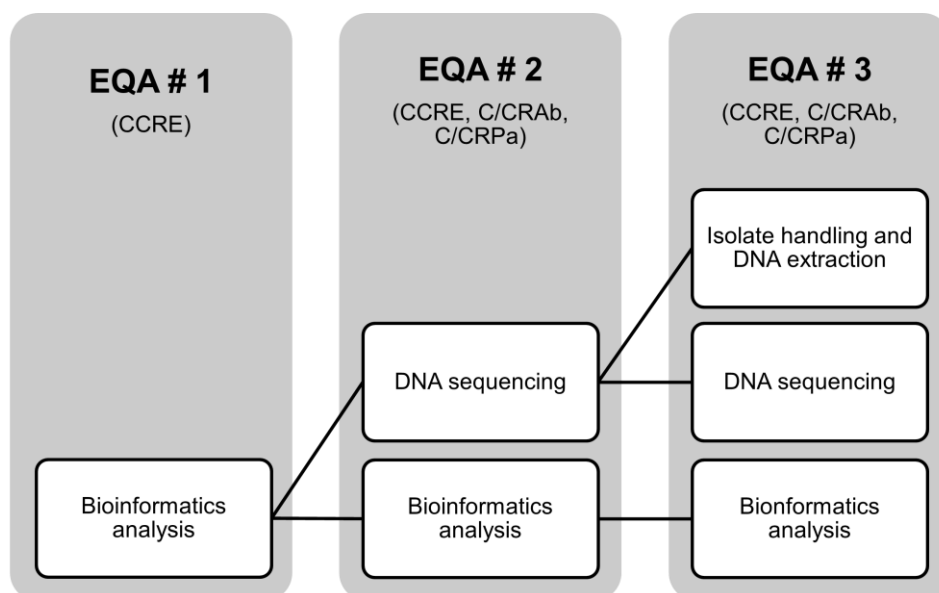 EQA # 1
(CCRE)
Bioinformatics
analysis
EQA # 2
(CCRE, C/CRAb,
C/CRPa)
DNA sequencing
Bioinformatics
analysis
EQA # 3
(CCRE, C/CRAb,
C/CRPa)
Isolate handling and
DNA extraction
DNA sequencing
Bionformatics
analysis